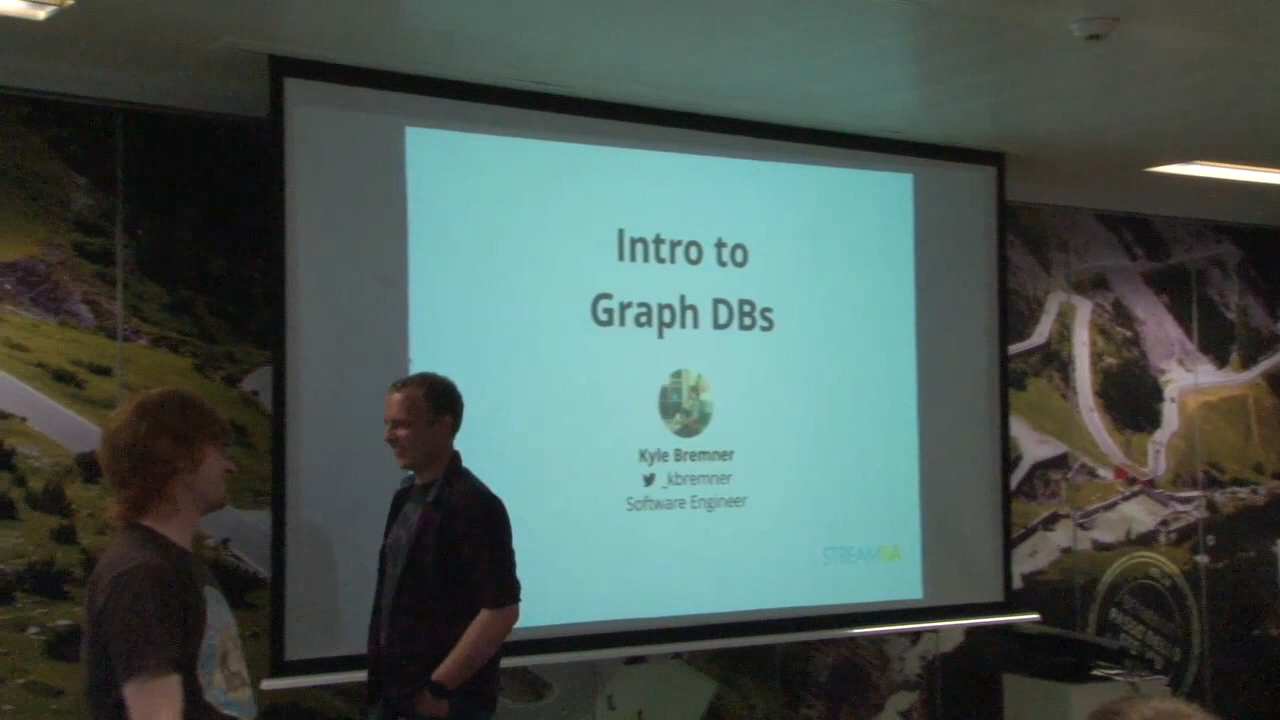 Intro to
Graph DBs
Kyle Bremner
_kbremner
Software Engineer